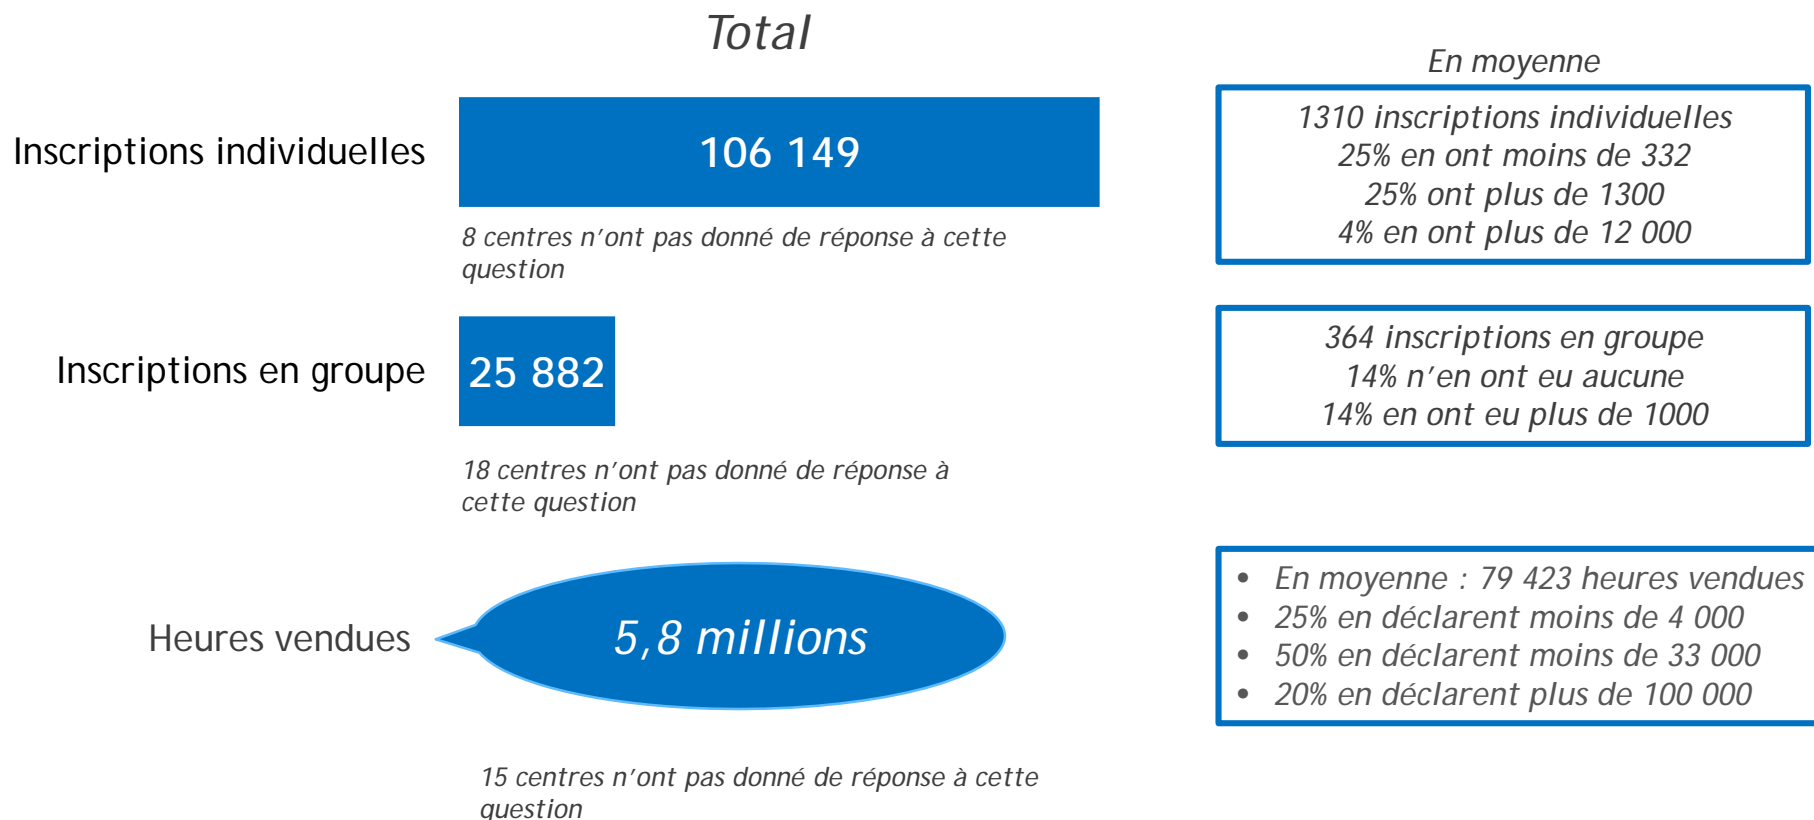 Total
Inscriptions individuelles
106 149
8 centres n’ont pas donné de réponse à cette
question
En moyenne
1310 inscriptions individuelles
25% en ont moins de 332
25% ont plus de 1300
4% en ont plus de 12 000
Inscriptions en groupe
25 882
18 centres n’ont pas donné de réponse à
cette question
364 inscriptions en groupe
14% n’en ont eu aucune
14% en ont eu plus de 1000
Heures vendues
5,8 millions
15 centres n’ont pas donné de réponse à cette
question
• En moyenne : 79 423 heures vendues
• 25% en déclarent moins de 4 000
• 50% en déclarent moins de 33 000
• 20% en déclarent plus de 100 000